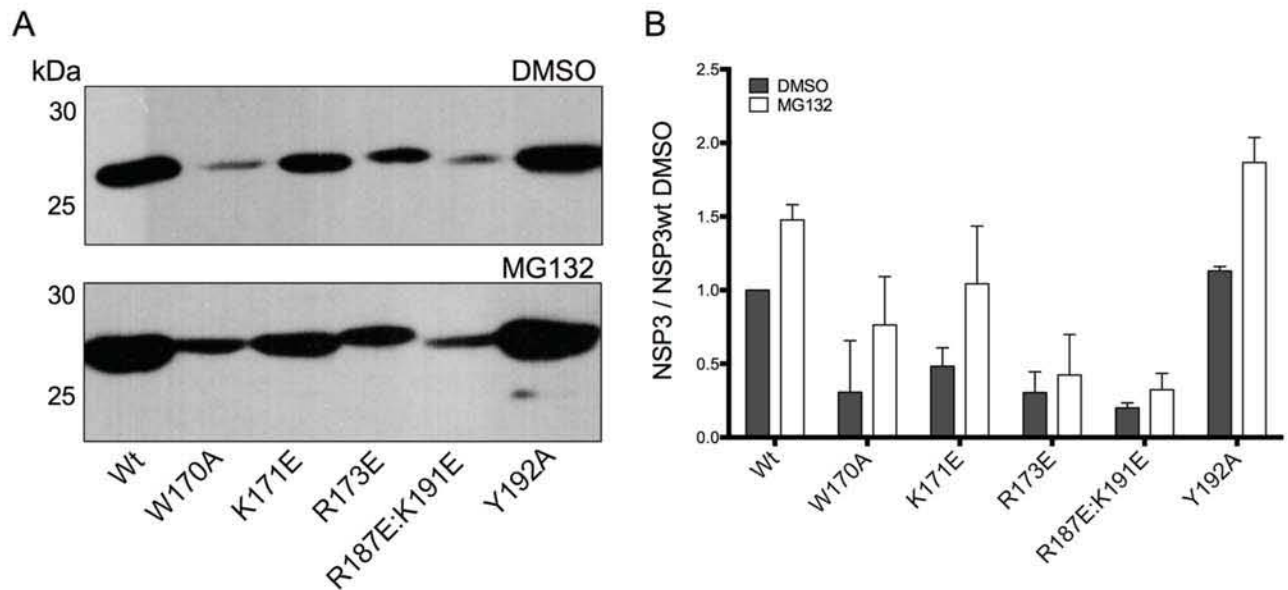 A
kDa
DMSO
30
25
MG132
30
25
Wt
W170A
K171E
R173E
R187E:K191E
Y192A
B
NSP3 / NSP3wt DMSO
2.5
2.0
1.5
1.0
0.5
0.0
DMSO
MG132
Wt
W170A
K171E
R173E
R187E:K191E
Y192A